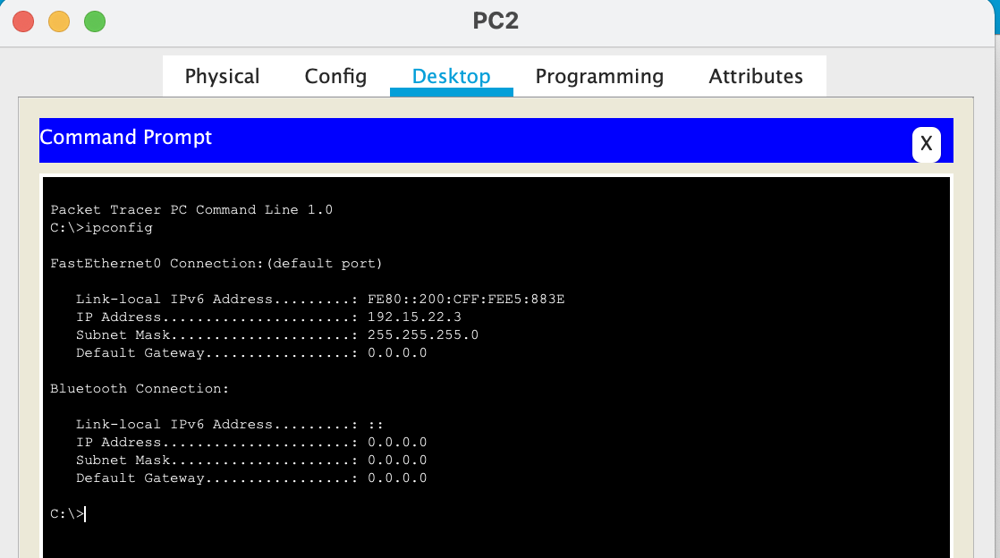 PC2
Physical Config Desktop Programming Attributes
Command Prompt
X
Packet Tracer PC Command Line 1.0
C:\>ipconfig
FastEthernet0 Connection:(default port)
Link-local IPv6 Address.........: FE80::200:CFF:FEE5:883E
IP Address......................: 192.15.22.3
Subnet Mask.....................: 255.255.255.0
Default Gateway.................: 0.0.0.0
Bluetooth Connection:
Link-local IPv6 Address.........: ::
IP Address......................: 0.0.0.0
Subnet Mask.....................: 0.0.0.0
Default Gateway.................: 0.0.0.0
C:\>